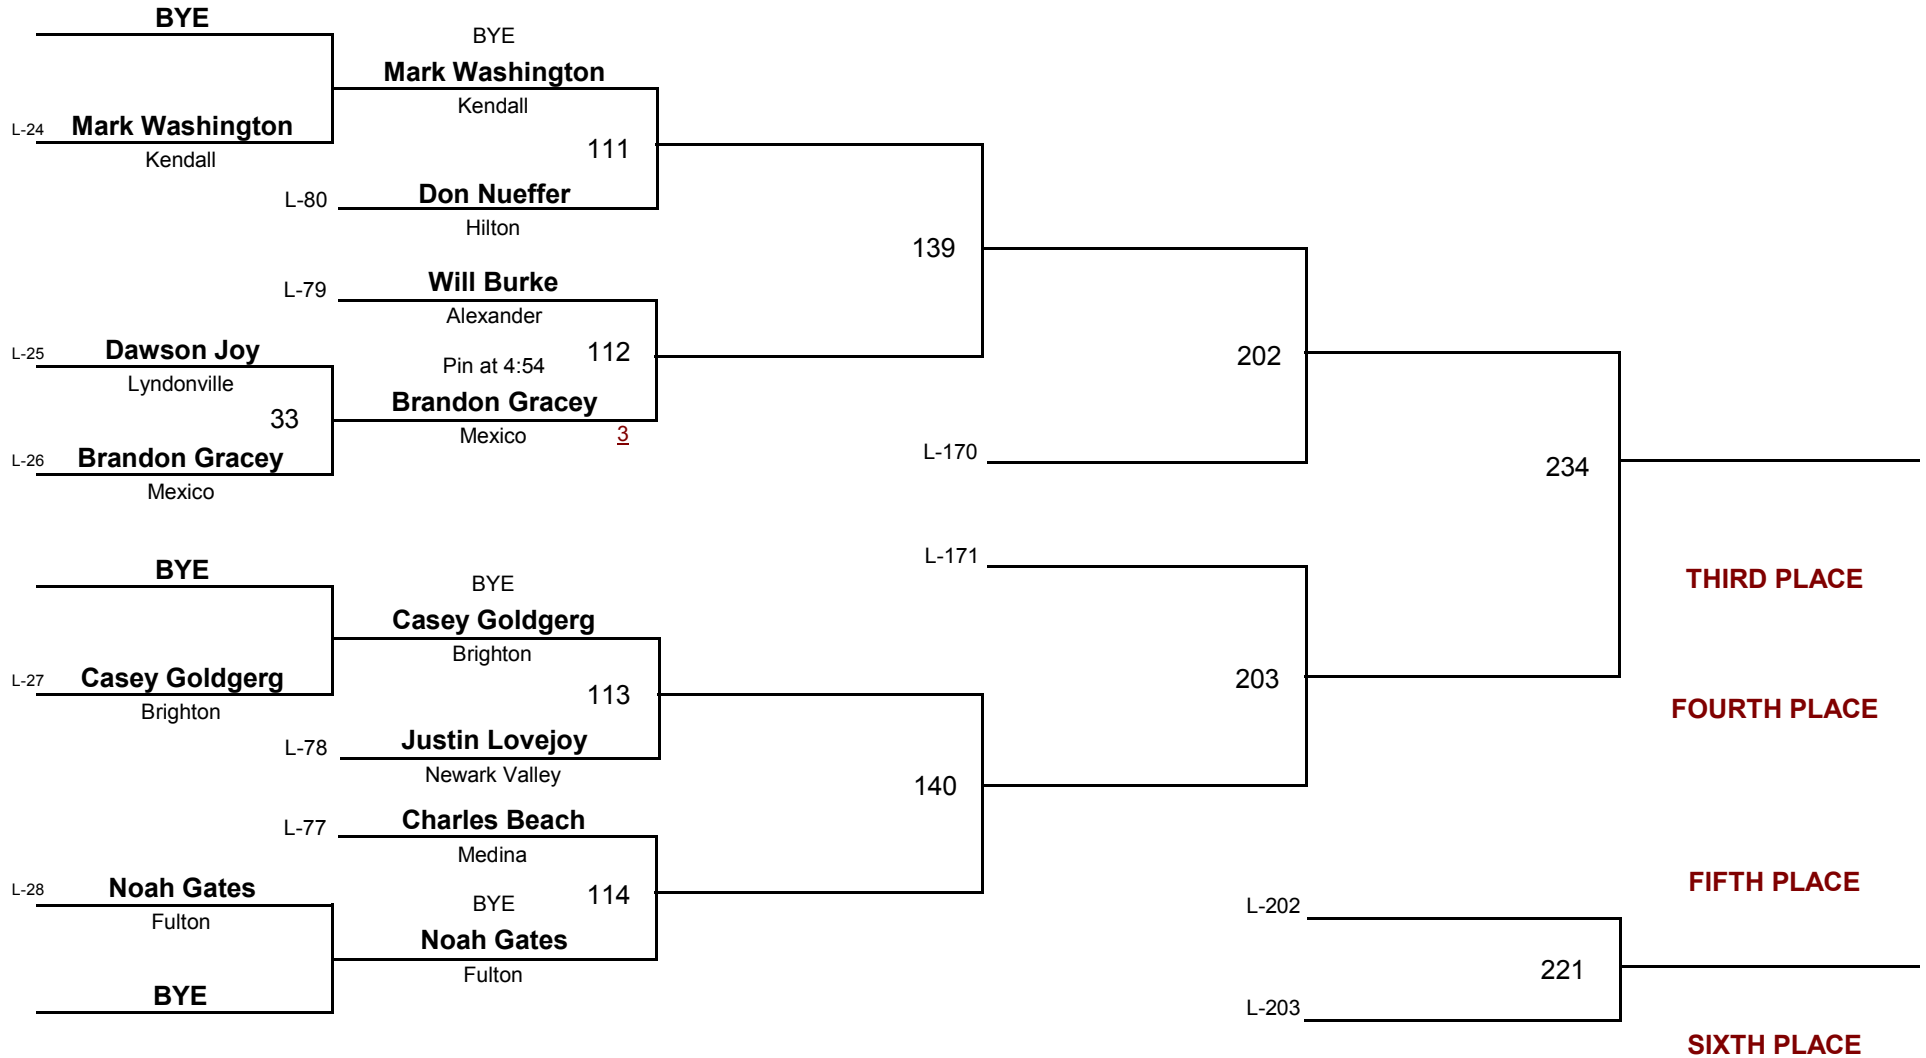 BYE
BYE
Mark Washington
Kendall
L-24 Mark Washington
Kendall
111
L-80 Don Nueffer
Hilton
139
L-79 Will Burke
Alexander
L-25 Dawson Joy
Lyndonville
Pin at 4:54 112
202
33
Brandon Gracey
Mexico 3
L-26 Brandon Gracey
Mexico
L-170
234
BYE
BYE
L-171
THIRD PLACE
Casey Goldgerg
Brighton
L-27 Casey Goldgerg
Brighton
113
203
FOURTH PLACE
L-78 Justin Lovejoy
Newark Valley
140
L-77 Charles Beach
Medina
L-28 Noah Gates
Fulton
BYE 114
Noah Gates
Fulton
BYE
FIFTH PLACE
L-202
221
L-203
SIXTH PLACE